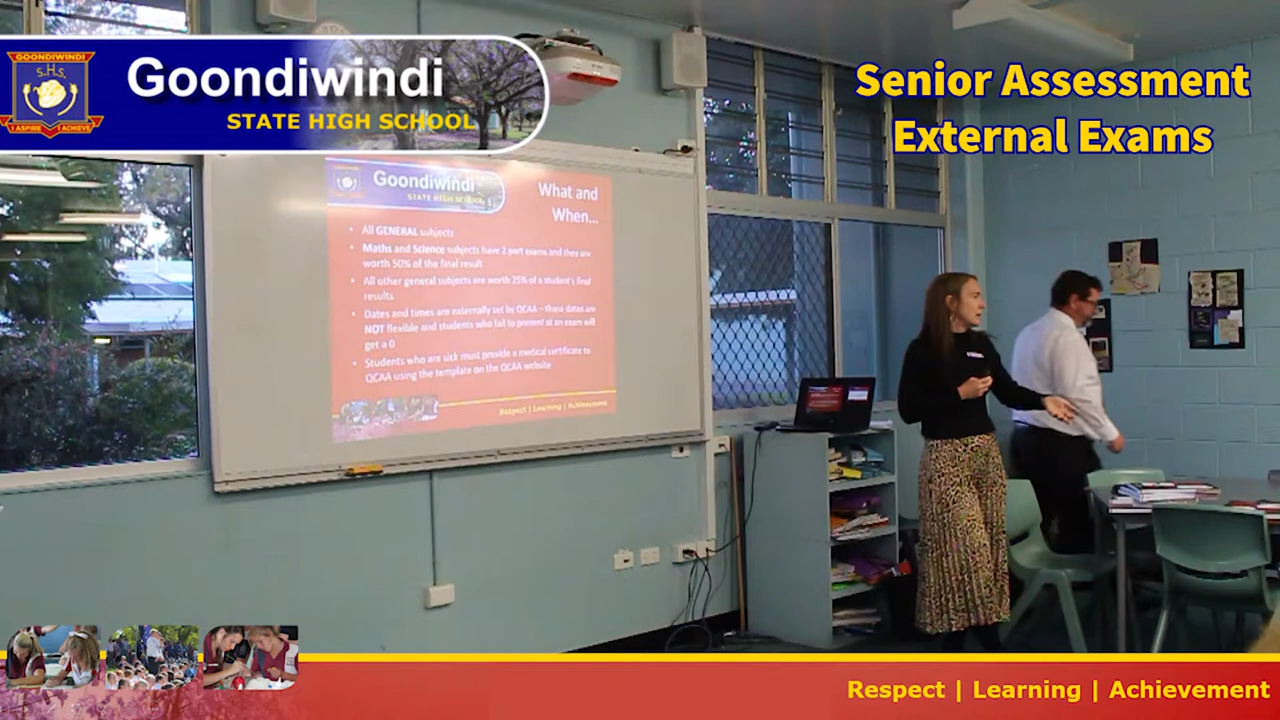 GOONDIWINDI
S.H.S.
I ASPIRE I ACHIEVE
Goondiwindi
STATE HIGH SCHOOL
Senior Assessment
External Exams
Goondiwindi
STATE HIGH SCHOOL
What and
When...
• All GENERAL subjects
• Maths and Science subjects have 2 part exams and they are
worth 50% of the final result
• All other general subjects are worth 25% of a student's final
results
• Dates and times are externally set by QCAA – these dates are
NOT flexible and students who fail to present at an exam will
get a 0
• Students who are sick must provide a medical certificate to
QCAA using the template on the QCAA website
Respect | Learning | Achievement
Respect | Learning | Achievement